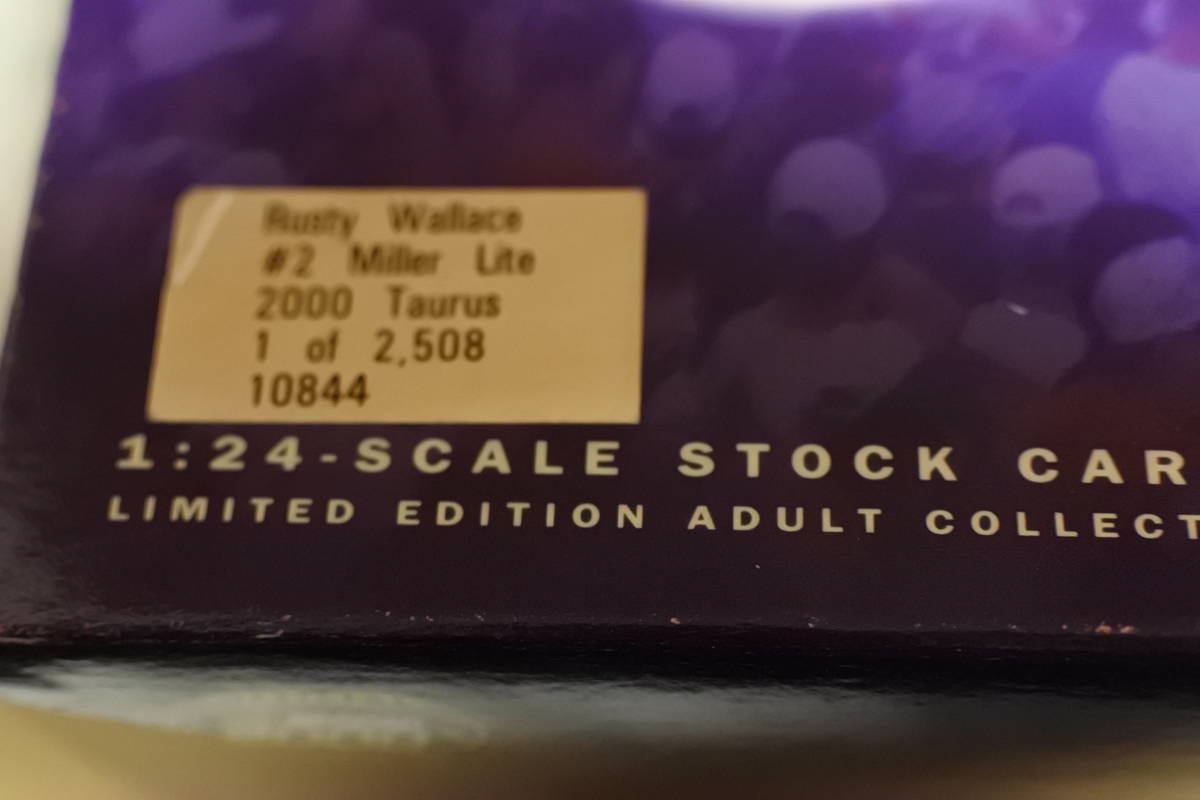 Rusty Wallace
#2 Miller Lite
2000 Taurus
1 of 2,508
10844
1:24-SCALE STOCK CAR
LIMITED EDITION ADULT COLLECT